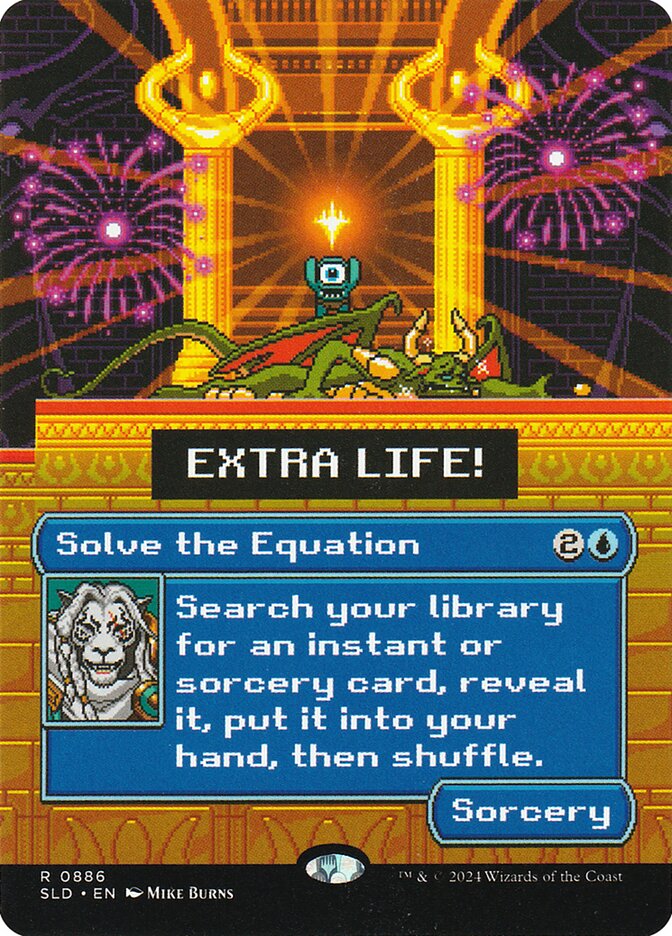 EXTRA LIFE!
Solve the Equation 2
Search your library
for an instant or
sorcery card, reveal
it, put it into your
hand, then shuffle.
Sorcery
R 0886
SLD • EN Mike Burns
™ & © 2024 Wizards of the Coast